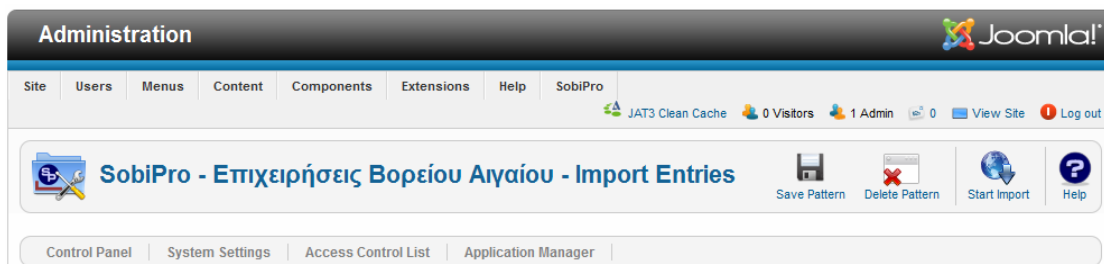 Administration
Joomla!
Site Users Menus Content Components Extensions Help SobiPro
JAT3 Clean Cache 0 Visitors 1 Admin 0 View Site Log out
SobiPro - Επιχειρήσεις Βορείου Αιγαίου - Import Entries
Save Pattern Delete Pattern Start Import Help
Control Panel System Settings Access Control List Application Manager